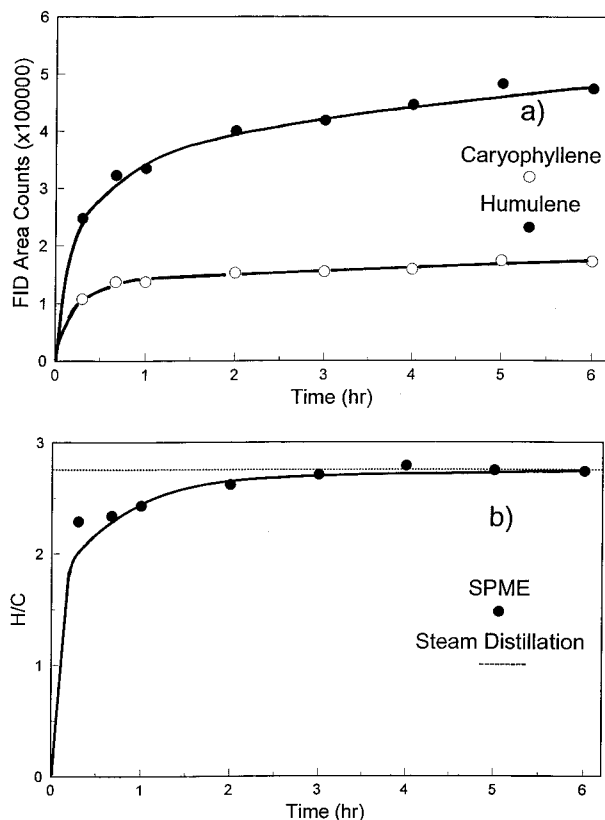 6
5
4
3
2
1
0
FID Area Counts (x100000)
a)
Caryophyllene
Humulene
0 1 2 3 4 5 6
Time (hr)
3
2
1
0
H/C
b)
SPME
Steam Distillation
0 1 2 3 4 5 6
Time (hr)